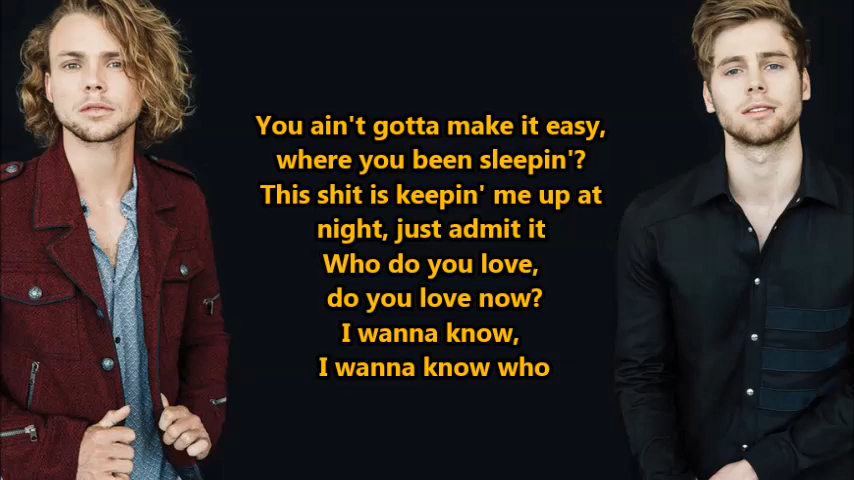 You ain't gotta make it easy,
where you been sleepin'?
This shit is keepin' me up at
night, just admit it
Who do you love,
do you love now?
I wanna know,
I wanna know who